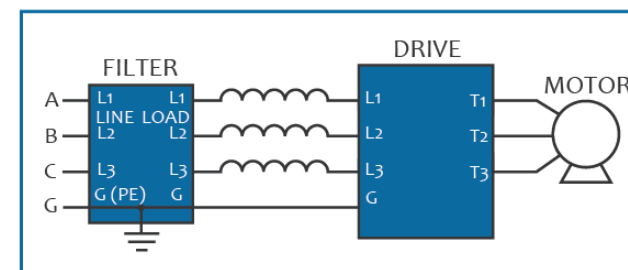 FILTER
DRIVE
MOTOR
A
L1 L1
LINE LOAD
B
L2 L2
C
L3 L3
G
G (PE) G
L1 T1
L2 T2
L3 T3
G